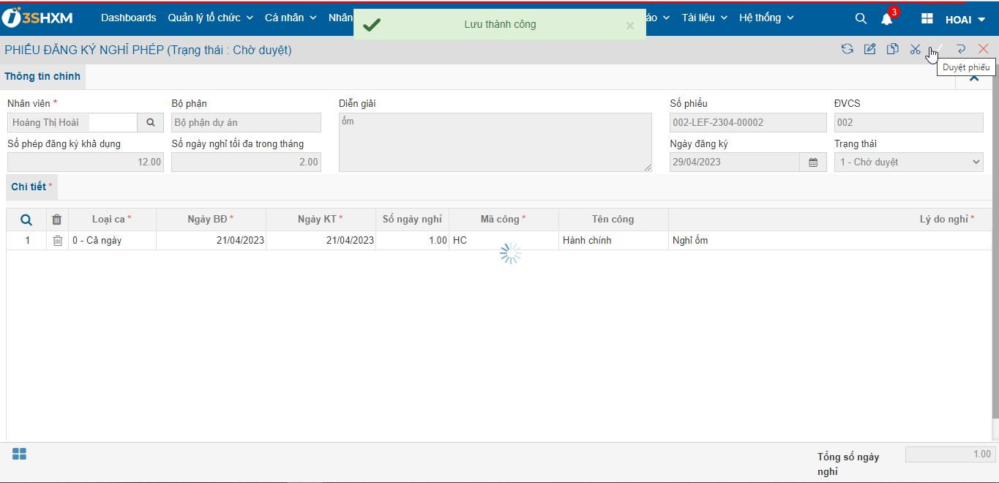 i3SHXM
Dashboards Quản lý tổ chức Cá nhân Nhân
Lưu thành công ×
áo Tài liệu Hệ thống 3 HOAI
PHIẾU ĐĂNG KÝ NGHỈ PHÉP (Trạng thái : Chờ duyệt)
Duyệt phiếu
Thông tin chính
Nhân viên * Bộ phận Diễn giải Số phiếu ĐVCS
Hoàng Thị Hoài Bộ phận dự án ốm 002-LEF-2304-00002 002
Số phép đăng ký khả dụng Số ngày nghỉ tối đa trong tháng Ngày đăng ký Trạng thái
12.00 2.00 29/04/2023 1 - Chờ duyệt
Chi tiết *
Loại ca * Ngày BĐ * Ngày KT * Số ngày nghỉ Mã công * Tên công Lý do nghỉ *
1 0 - Cả ngày 21/04/2023 21/04/2023 1.00 HC Hành chính Nghỉ ốm
Tổng số ngày
nghỉ
1.00